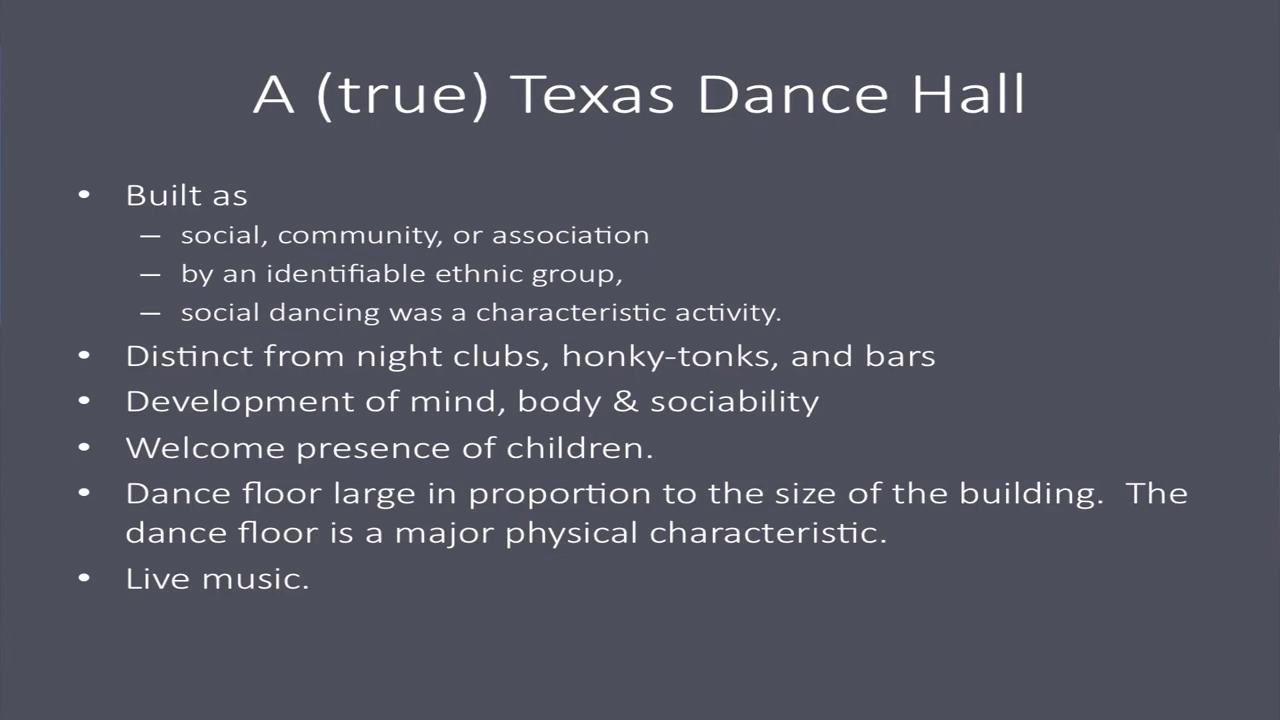 A (true) Texas Dance Hall
• Built as
– social, community, or association
– by an identifiable ethnic group,
– social dancing was a characteristic activity.
• Distinct from night clubs, honky-tonks, and bars
• Development of mind, body & sociability
• Welcome presence of children.
• Dance floor large in proportion to the size of the building.  The
dance floor is a major physical characteristic.
• Live music.